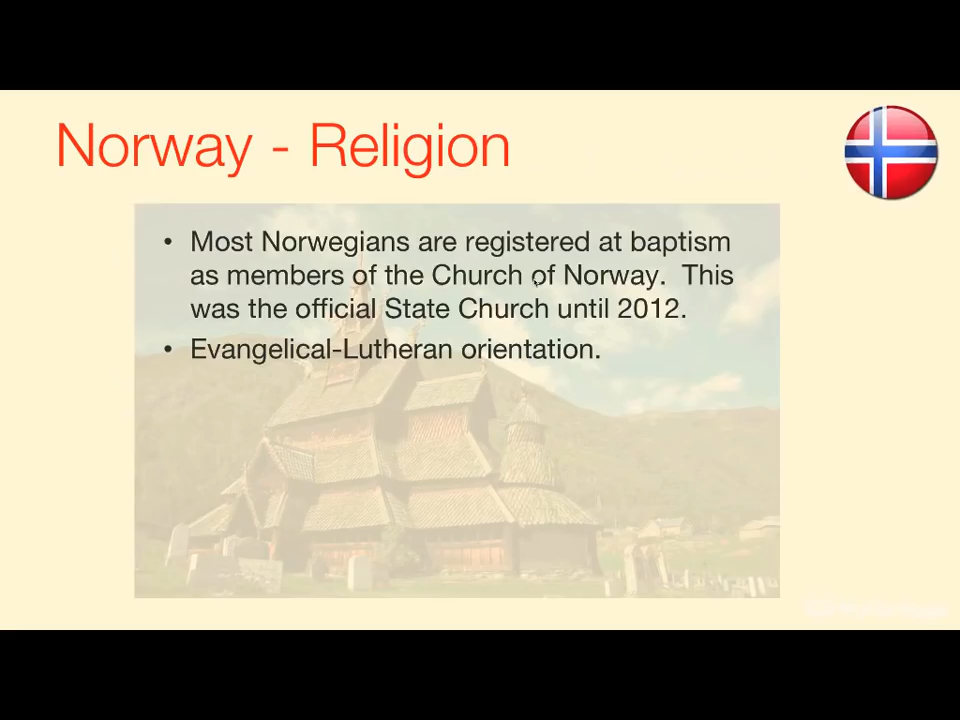 Norway - Religion
• Most Norwegians are registered at baptism
as members of the Church of Norway.  This
was the official State Church until 2012.
• Evangelical-Lutheran orientation.